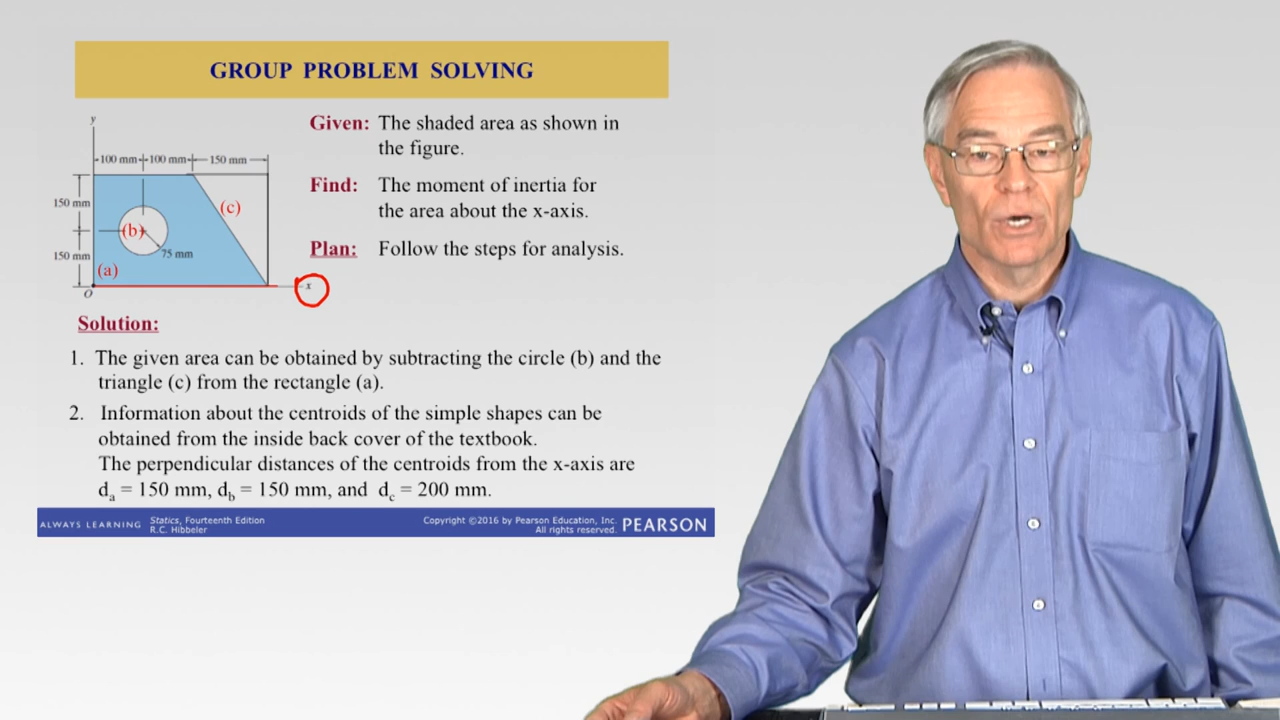 GROUP PROBLEM SOLVING
y
100 mm 100 mm 150 mm
150 mm
150 mm
(c)
(b)
75 mm
(a)
O
x
Given: The shaded area as shown in
the figure.
Find: The moment of inertia for
the area about the x-axis.
Plan: Follow the steps for analysis.
Solution:
1. The given area can be obtained by subtracting the circle (b) and the
triangle (c) from the rectangle (a).
2. Information about the centroids of the simple shapes can be
obtained from the inside back cover of the textbook.
The perpendicular distances of the centroids from the x-axis are
da = 150 mm, db = 150 mm, and dc = 200 mm.
ALWAYS LEARNING
Statics, Fourteenth Edition
R.C. Hibbeler
Copyright ©2016 by Pearson Education, Inc.
All rights reserved.
PEARSON